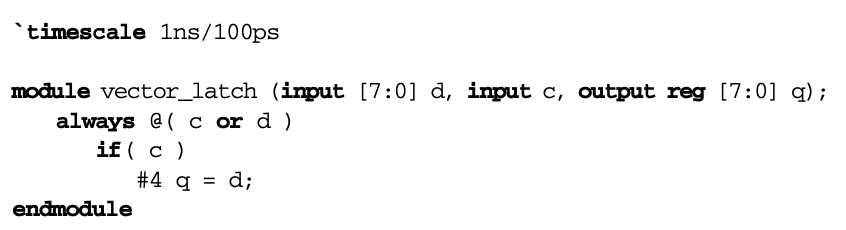 `timescale 1ns/100ps
module vector_latch (input [7:0] d, input c, output reg [7:0] q);
always @( c or d )
if( c )
#4 q = d;
endmodule